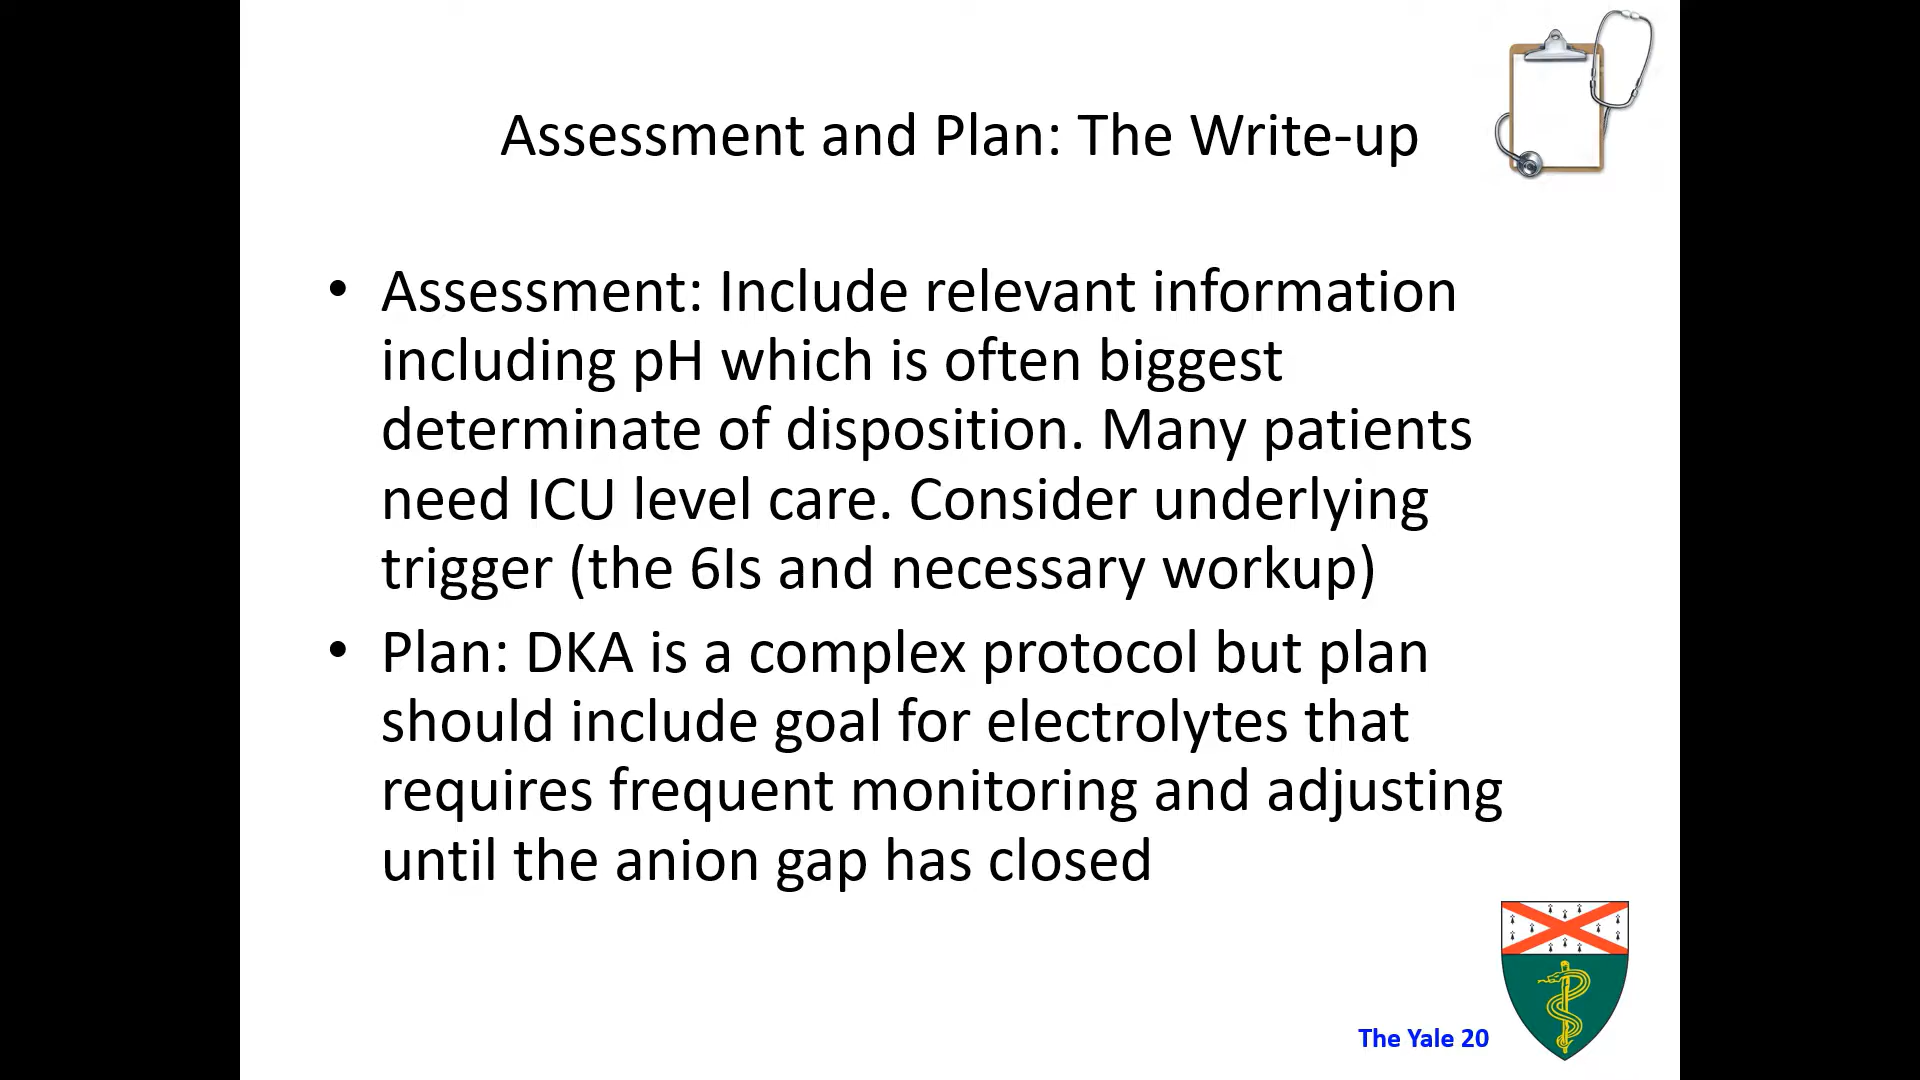 Assessment and Plan: The Write-up
• Assessment: Include relevant information
including pH which is often biggest
determinate of disposition. Many patients
need ICU level care. Consider underlying
trigger (the 6Is and necessary workup)
• Plan: DKA is a complex protocol but plan
should include goal for electrolytes that
requires frequent monitoring and adjusting
until the anion gap has closed
The Yale 20